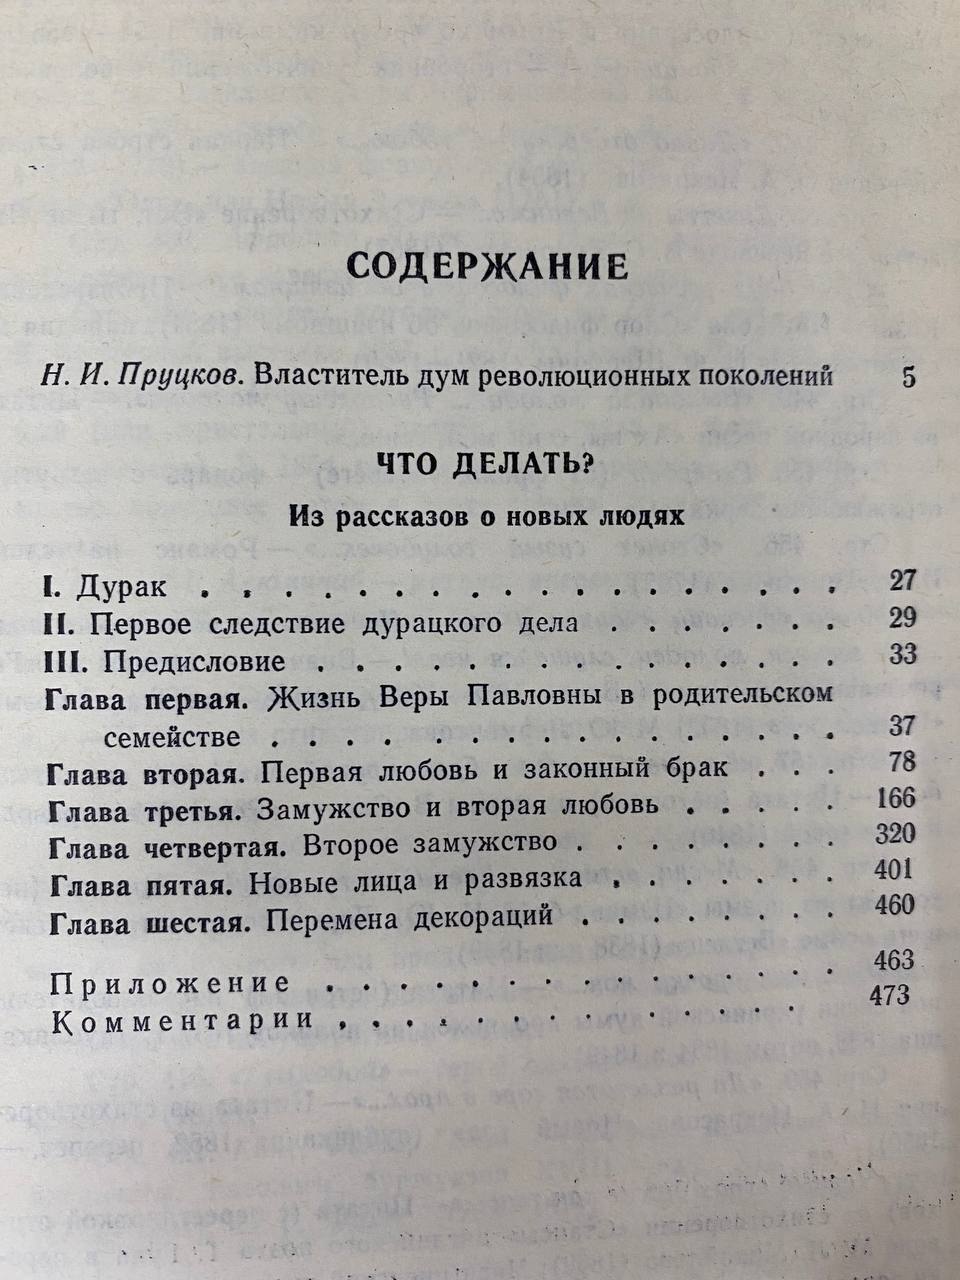 СОДЕРЖАНИЕ
Н. И. Пруцков. Властитель дум революционных поколений 5
ЧТО ДЕЛАТЬ?
Из рассказов о новых людях
I. Дурак . . . . . . . . . . . . . . . . . . 27
II. Первое следствие дурацкого дела . . . . . . . 29
III. Предисловие . . . . . . . . . . . . . . . 33
Глава первая. Жизнь Веры Павловны в родительском
семействе . . . . . . . . . . . . . . . . 37
Глава вторая. Первая любовь и законный брак . . . 78
Глава третья. Замужство и вторая любовь . . . . . 166
Глава четвертая. Второе замужство . . . . . . . . 320
Глава пятая. Новые лица и развязка . . . . . . . 401
Глава шестая. Перемена декораций . . . . . . . . 460
Приложение . . . . . . . . . . . . . . . 463
Комментарии . . . . . . . . . . . . . . 473